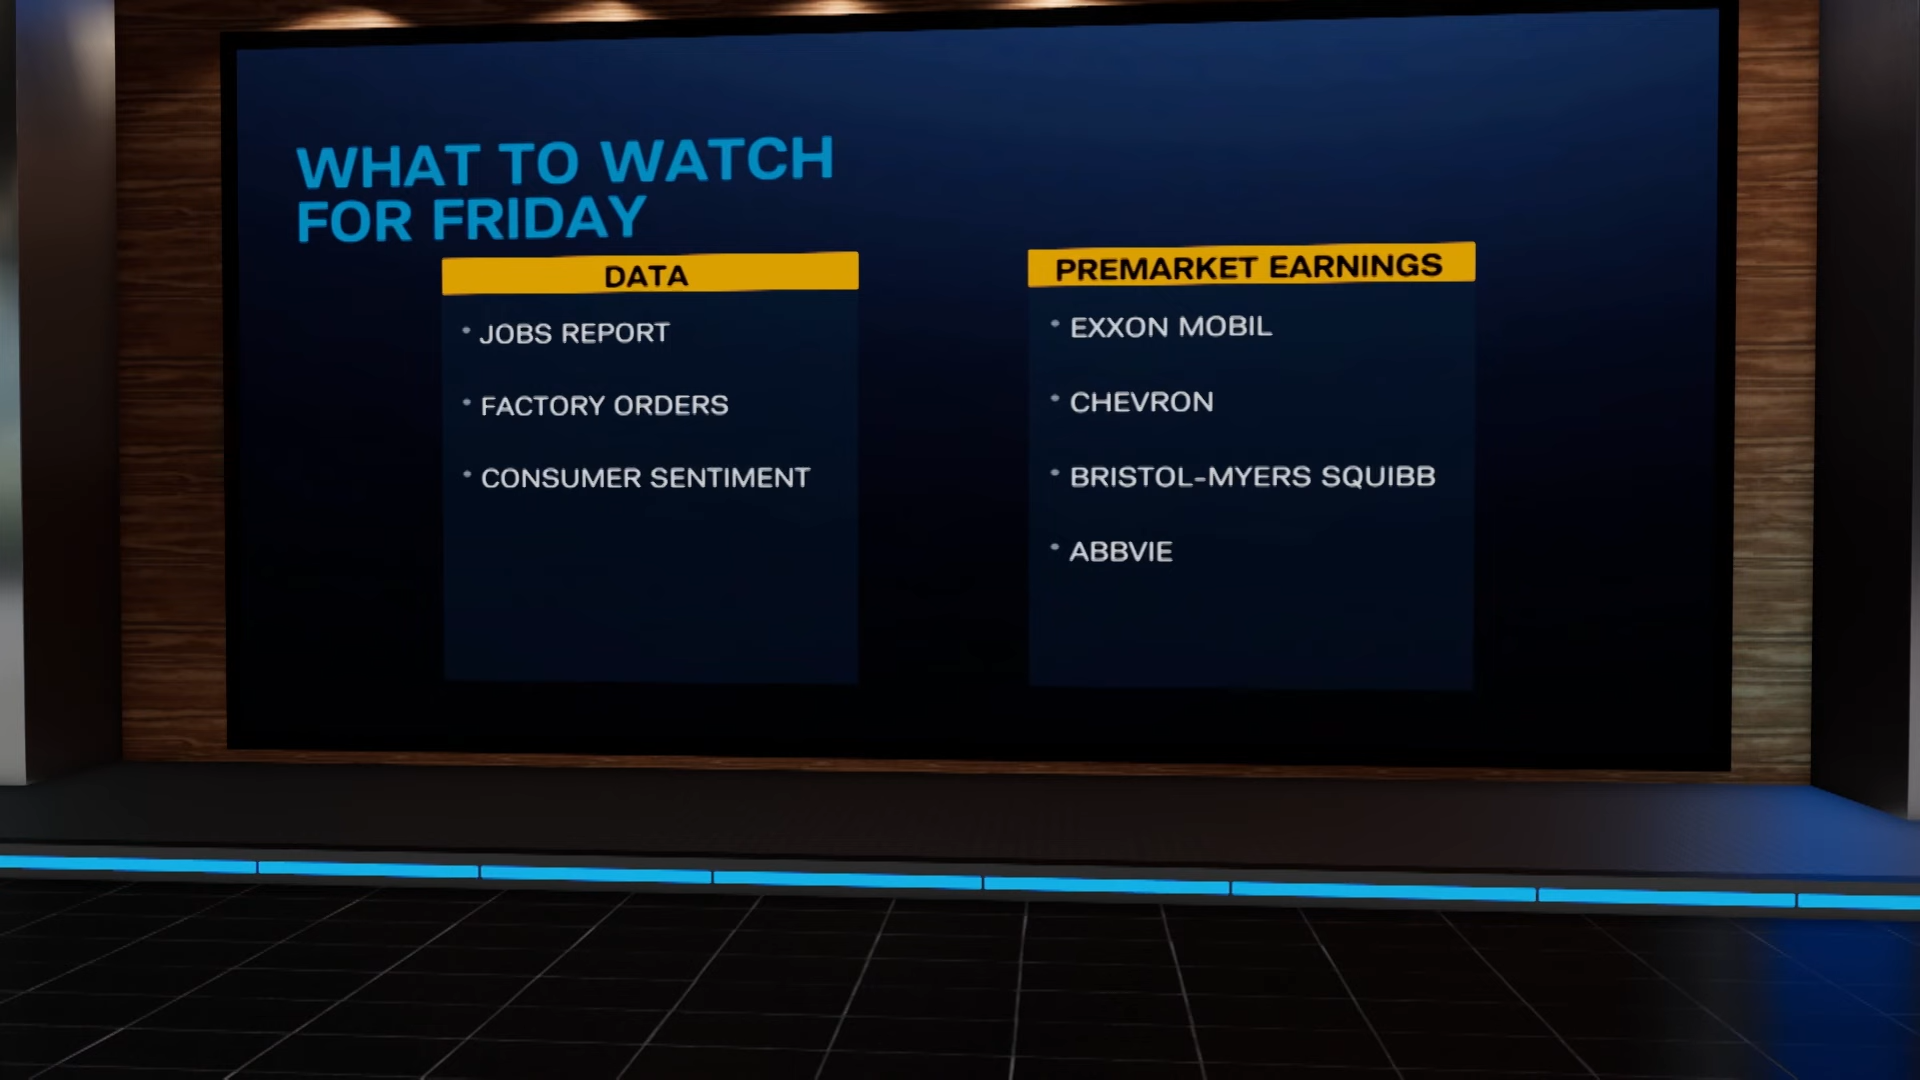 WHAT TO WATCH
FOR FRIDAY
DATA
• JOBS REPORT
• FACTORY ORDERS
• CONSUMER SENTIMENT
PREMARKET EARNINGS
• EXXON MOBIL
• CHEVRON
• BRISTOL-MYERS SQUIBB
• ABBVIE